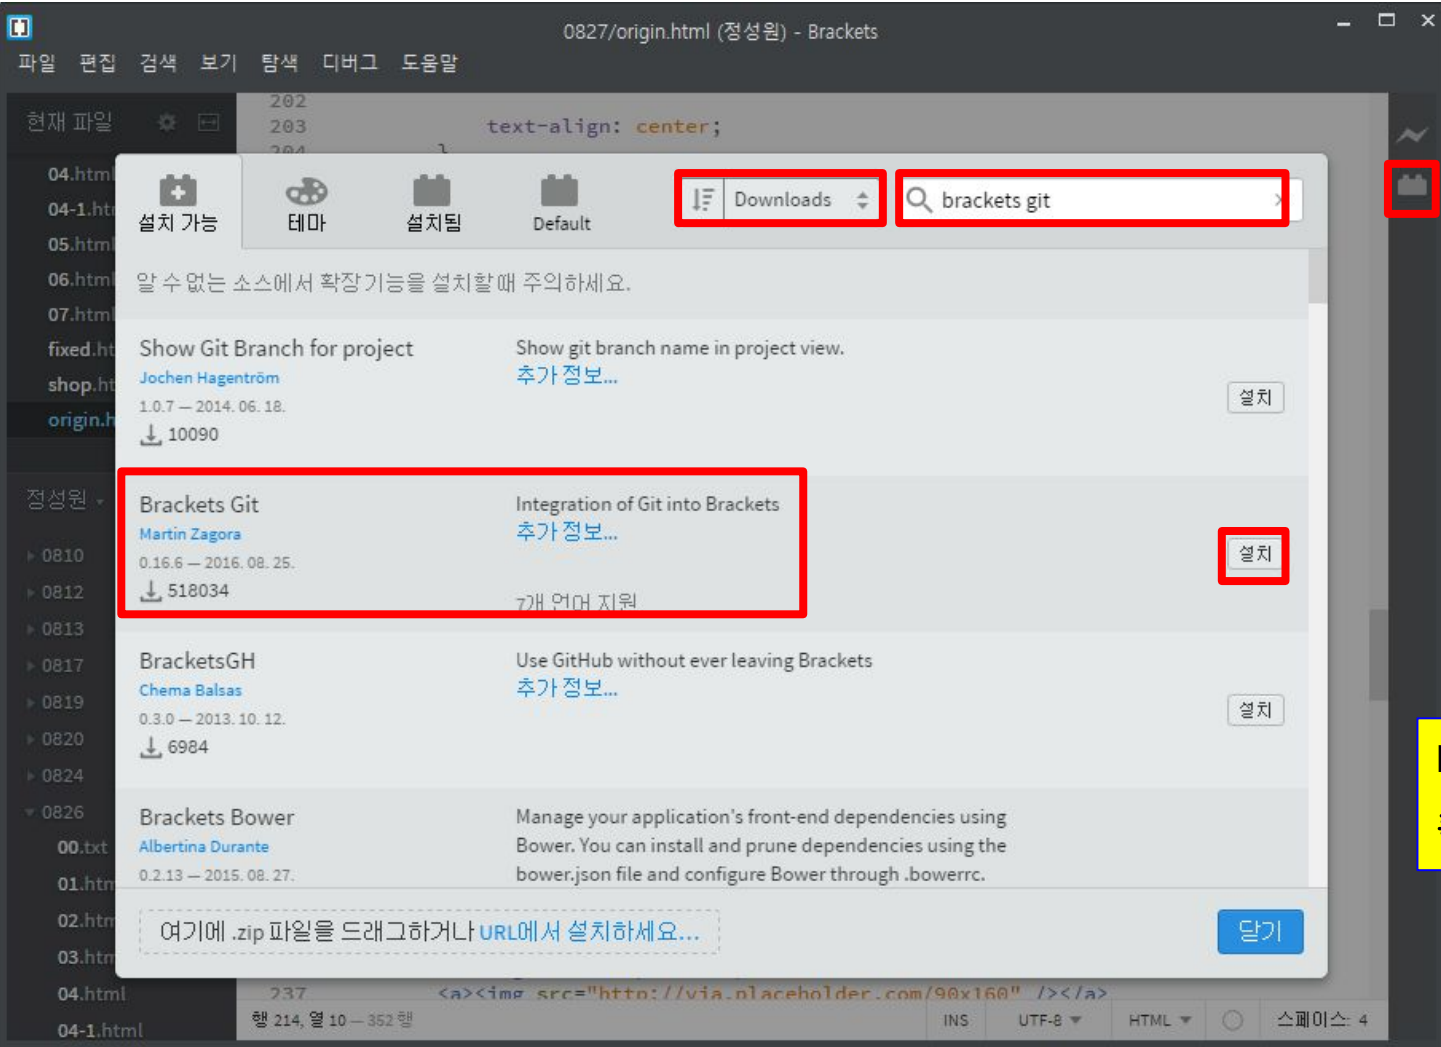 0827/origin.html (정성원) - Brackets
파일 편집 검색 보기 탐색 디버그 도움말
현재 파일
04.html
04-1.htm
05.html
06.html
07.html
fixed.ht
shop.ht
origin.h
정성원
0810
0812
0813
0817
0819
0820
0824
0826
00.txt
01.htm
02.htm
03.htm
04.html
04-1.html
202
203 text-align: center;
204 }
설치 가능
테마
설치됨
Default
Downloads
brackets git
알 수 없는 소스에서 확장기능을 설치할때 주의하세요.
Show Git Branch for project
Jochen Hagenström
1.0.7 — 2014. 06. 18.
10090
Show git branch name in project view.
추가 정보...
설치
Brackets Git
Martin Zagora
0.16.6 — 2016. 08. 25.
518034
Integration of Git into Brackets
추가 정보...
7개 언어 지원
설치
BracketsGH
Chema Balsas
0.3.0 — 2013. 10. 12.
6984
Use GitHub without ever leaving Brackets
추가 정보...
설치
Brackets Bower
Albertina Durante
0.2.13 — 2015. 08. 27.
Manage your application's front-end dependencies using
Bower. You can install and prune dependencies using the
bower.json file and configure Bower through .bowerrc.
여기에 .zip 파일을 드래그하거나 URL에서 설치하세요...
닫기
237 <a><img src="http://via.placeholder.com/90x160" /></a>
행 214, 열 10 — 352 행
INS UTF-8 HTML 스페이스: 4